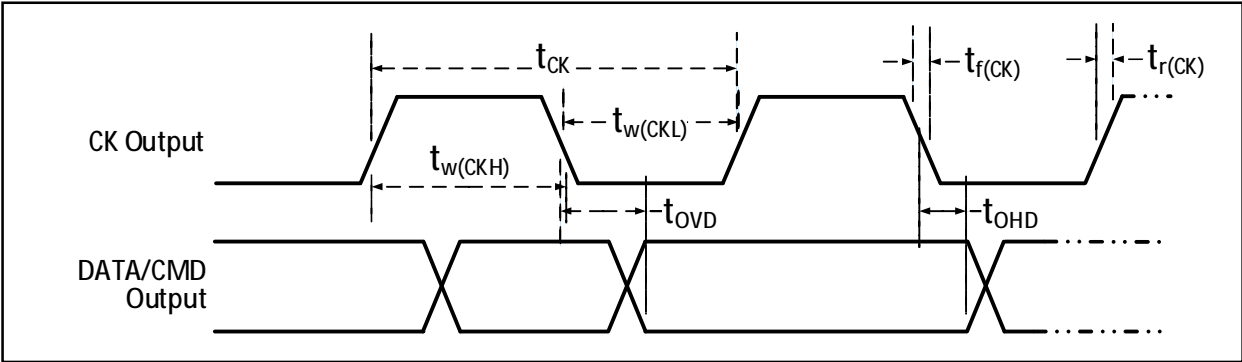 tCK
tf(CK)
tr(CK)
CK Output
tw(CKL)
tw(CKH)
tOVD
tOHD
DATA/CMD
Output